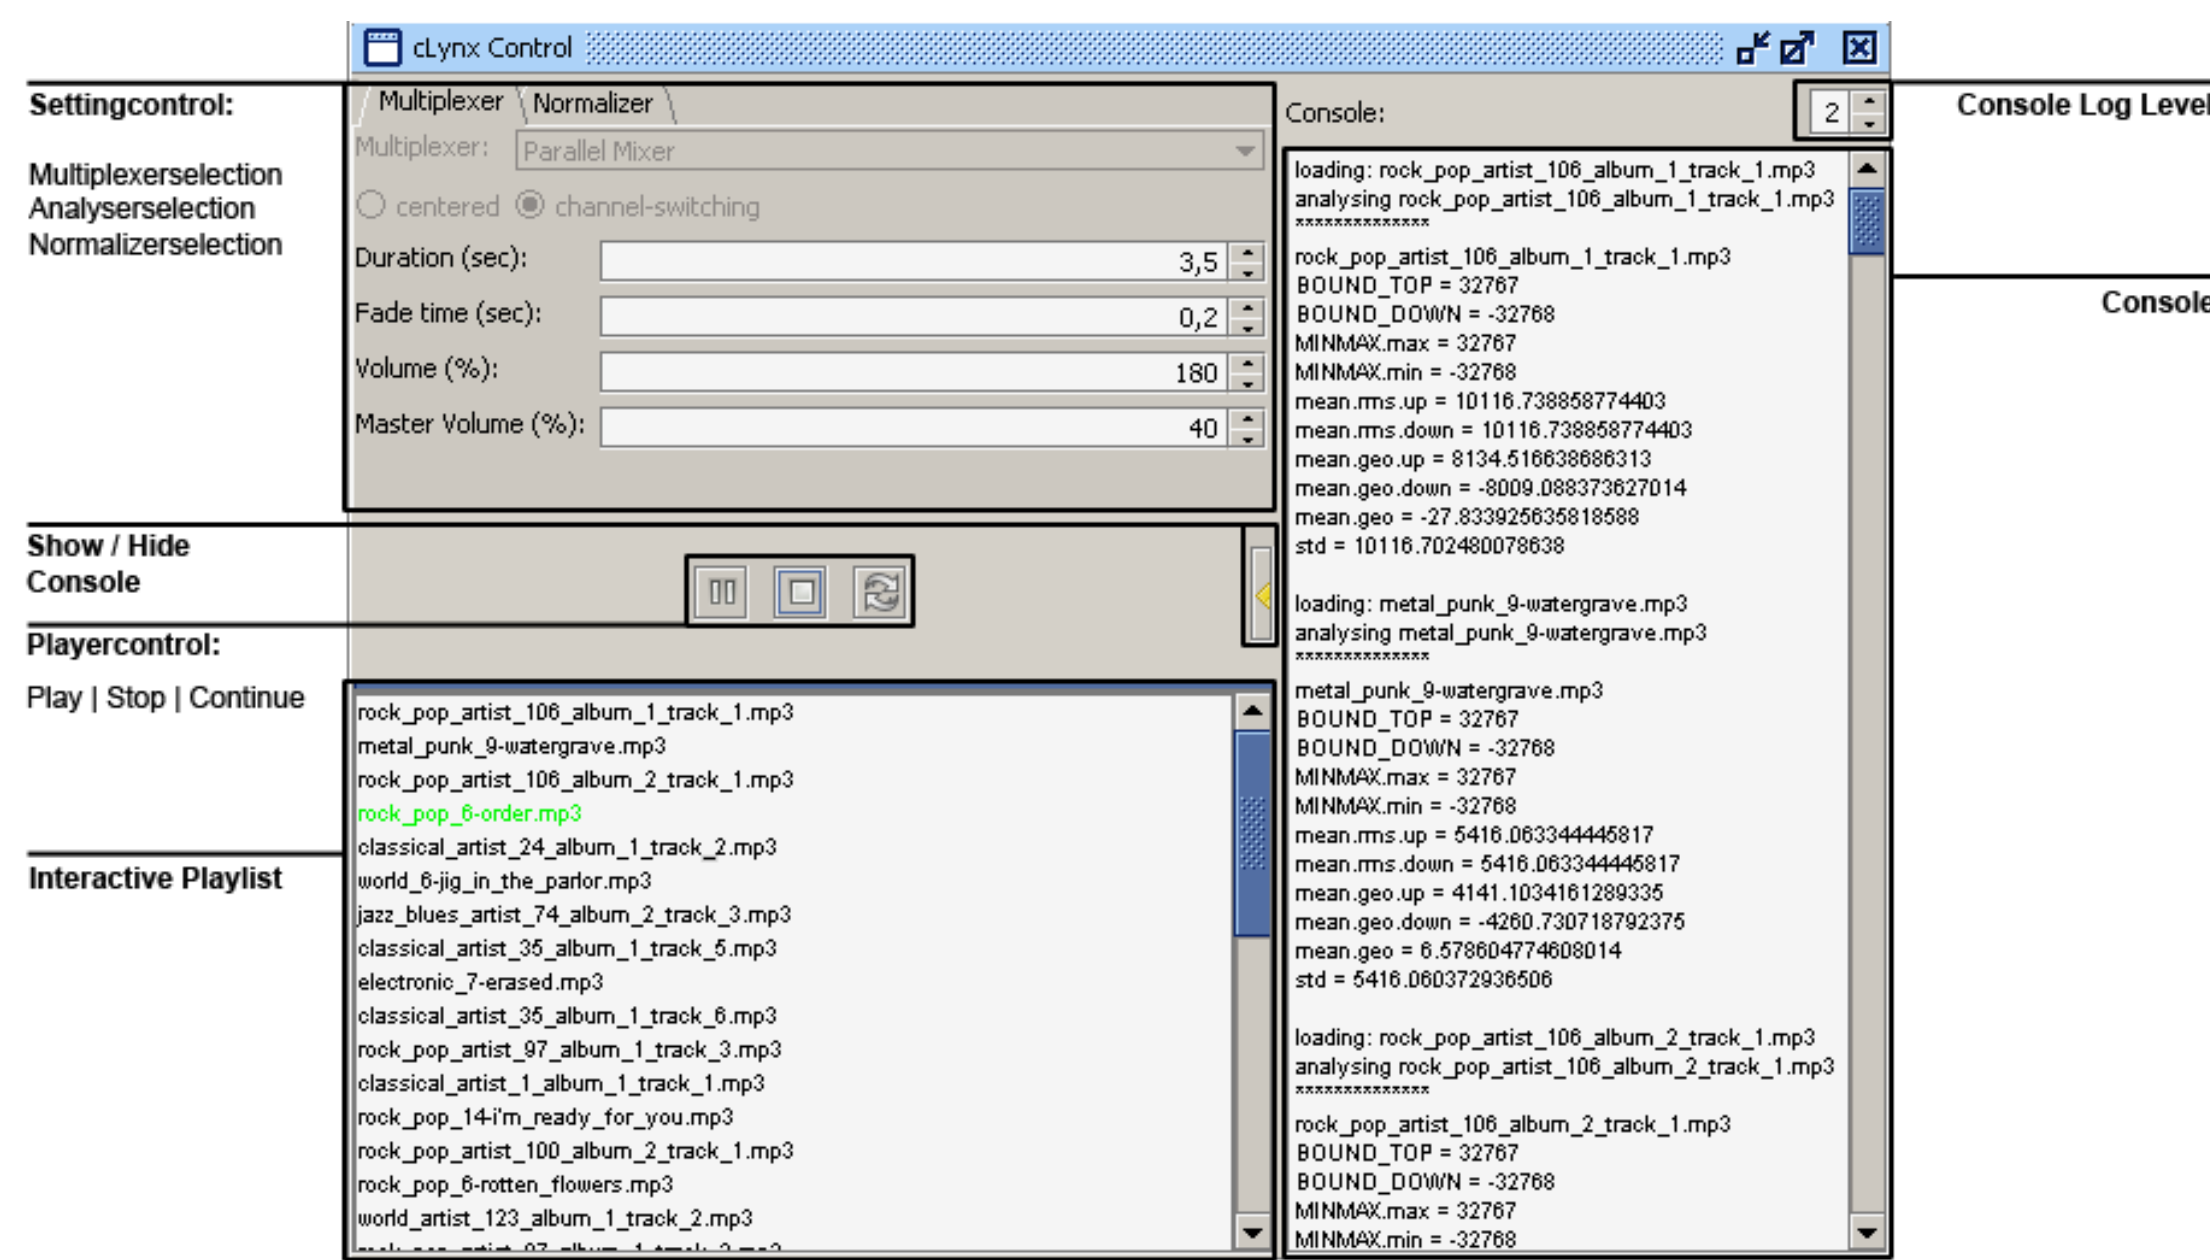 cLynx Control
Settingcontrol:
Multiplexerselection
Analyserselection
Normalizerselection
Show / Hide
Console
Playercontrol:
Play | Stop | Continue
Interactive Playlist
Multiplexer Normalizer
Multiplexer: Parallel Mixer
centered channel-switching
Duration (sec): 3,5
Fade time (sec): 0,2
Volume (%): 180
Master Volume (%): 40
rock_pop_artist_106_album_1_track_1.mp3
metal_punk_9-watergrave.mp3
rock_pop_artist_106_album_2_track_1.mp3
rock_pop_6-order.mp3
classical_artist_24_album_1_track_2.mp3
world_6-jig_in_the_parlor.mp3
jazz_blues_artist_74_album_2_track_3.mp3
classical_artist_35_album_1_track_5.mp3
electronic_7-erased.mp3
classical_artist_35_album_1_track_6.mp3
rock_pop_artist_97_album_1_track_3.mp3
classical_artist_1_album_1_track_1.mp3
rock_pop_14-i'm_ready_for_you.mp3
rock_pop_artist_100_album_2_track_1.mp3
rock_pop_6-rotten_flowers.mp3
world_artist_123_album_1_track_2.mp3
Console: 2
loading: rock_pop_artist_106_album_1_track_1.mp3
analysing rock_pop_artist_106_album_1_track_1.mp3
**************
rock_pop_artist_106_album_1_track_1.mp3
BOUND_TOP = 32767
BOUND_DOWN = -32768
MINMAX.max = 32767
MINMAX.min = -32768
mean.rms.up = 10116.738858774403
mean.rms.down = 10116.738858774403
mean.geo.up = 8134.516638686313
mean.geo.down = -8009.088373627014
mean.geo = -27.833925635818588
std = 10116.702480078638
loading: metal_punk_9-watergrave.mp3
analysing metal_punk_9-watergrave.mp3
**************
metal_punk_9-watergrave.mp3
BOUND_TOP = 32767
BOUND_DOWN = -32768
MINMAX.max = 32767
MINMAX.min = -32768
mean.rms.up = 5416.063344445817
mean.rms.down = 5416.063344445817
mean.geo.up = 4141.1034161289335
mean.geo.down = -4260.730718792375
mean.geo = 6.578604774608014
std = 5416.060372936506
loading: rock_pop_artist_106_album_2_track_1.mp3
analysing rock_pop_artist_106_album_2_track_1.mp3
**************
rock_pop_artist_106_album_2_track_1.mp3
BOUND_TOP = 32767
BOUND_DOWN = -32768
MINMAX.max = 32767
MINMAX.min = -32768
Console Log Level
Console